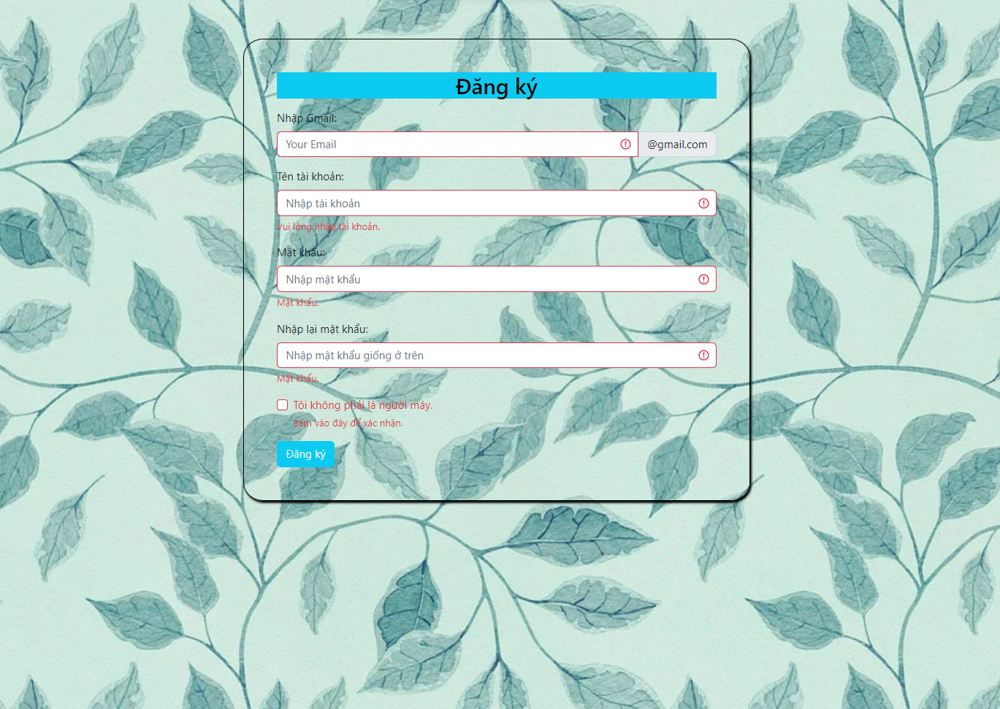 Đăng ký
Nhập Gmail:
Your Email @gmail.com
Tên tài khoản:
Nhập tài khoản
Vui lòng nhập tài khoản.
Mật khẩu:
Nhập mật khẩu
Mật khẩu.
Nhập lại mật khẩu:
Nhập mật khẩu giống ở trên
Mật khẩu.
Tôi không phải là người máy.
Bấm vào đây để xác nhận.
Đăng ký